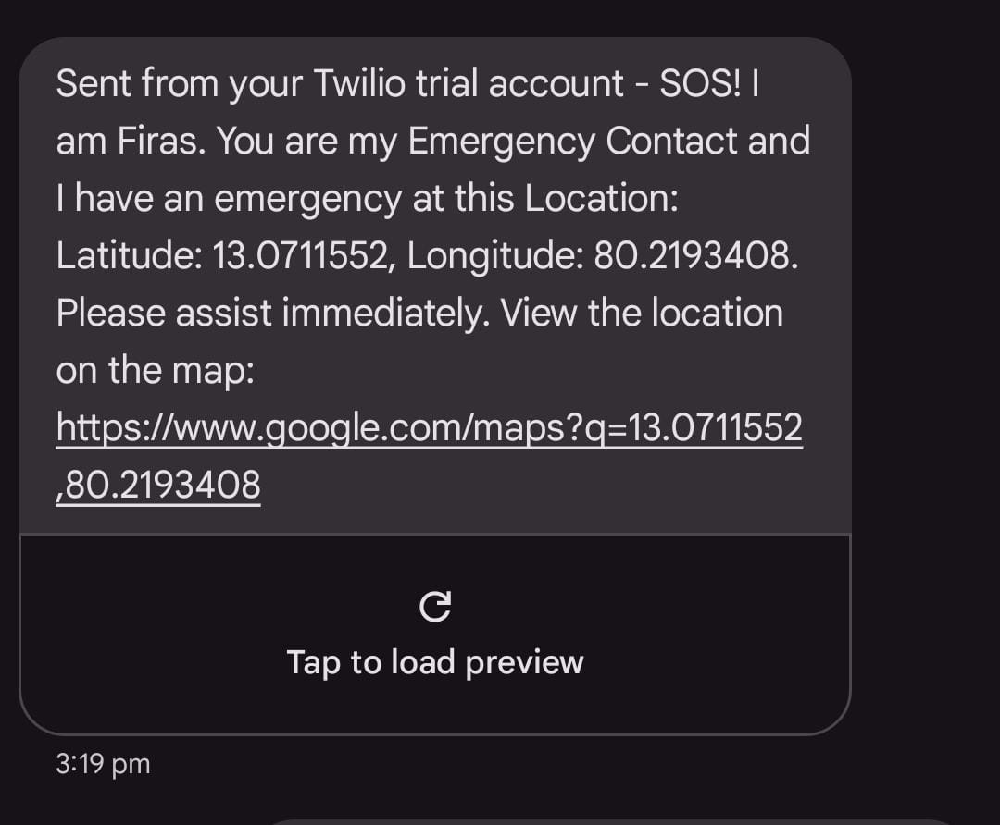 Sent from your Twilio trial account - SOS! I
am Firas. You are my Emergency Contact and
I have an emergency at this Location:
Latitude: 13.0711552, Longitude: 80.2193408.
Please assist immediately. View the location
on the map:
https://www.google.com/maps?q=13.0711552
,80.2193408
Tap to load preview
3:19 pm